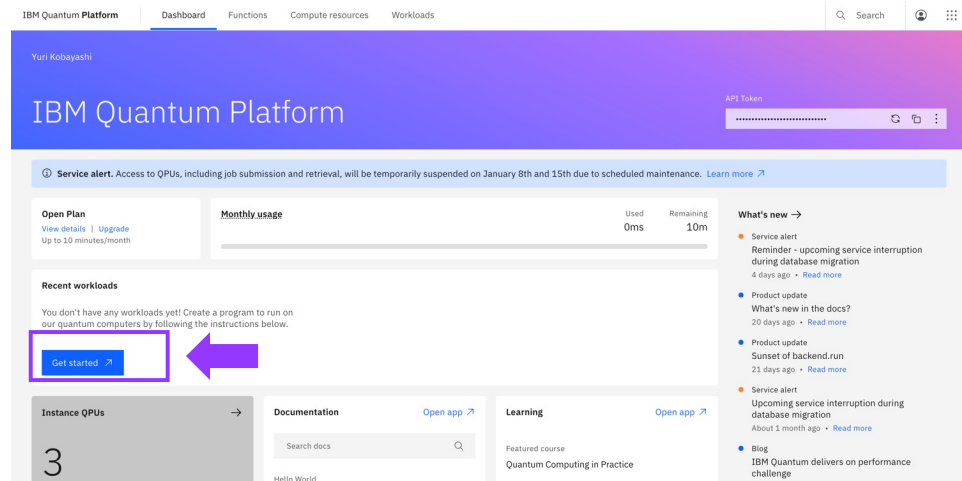 IBM Quantum Platform
Dashboard
Functions
Compute resources
Workloads
Search
Yuri Kobayashi
IBM Quantum Platform
API Token
Service alert. Access to QPUs, including job submission and retrieval, will be temporarily suspended on January 8th and 15th due to scheduled maintenance. Learn more
Open Plan
View details | Upgrade
Up to 10 minutes/month
Monthly usage
Used
0ms
Remaining
10m
Recent workloads
You don't have any workloads yet! Create a program to run on
our quantum computers by following the instructions below.
Get started
Instance QPUs
3
Documentation
Open app
Search docs
Hello World
Learning
Open app
Featured course
Quantum Computing in Practice
What's new
Service alert
Reminder - upcoming service interruption
during database migration
4 days ago • Read more
Product update
What's new in the docs?
20 days ago • Read more
Product update
Sunset of backend.run
21 days ago • Read more
Service alert
Upcoming service interruption during
database migration
About 1 month ago • Read more
Blog
IBM Quantum delivers on performance
challenge